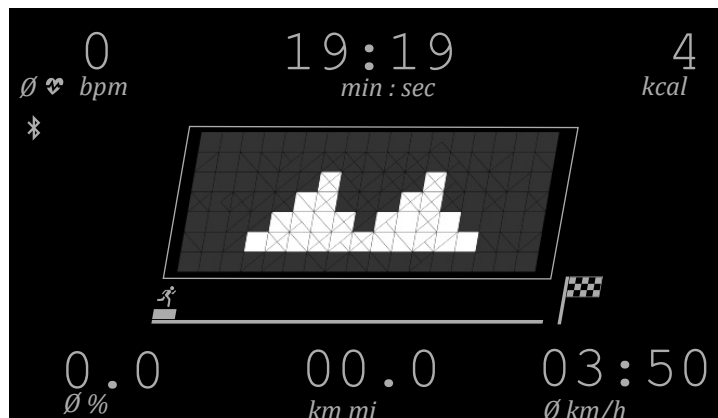 0 19:19 4
Ø bpm min : sec kcal
0.0 00.0 03:50
Ø % km mi Ø km/h